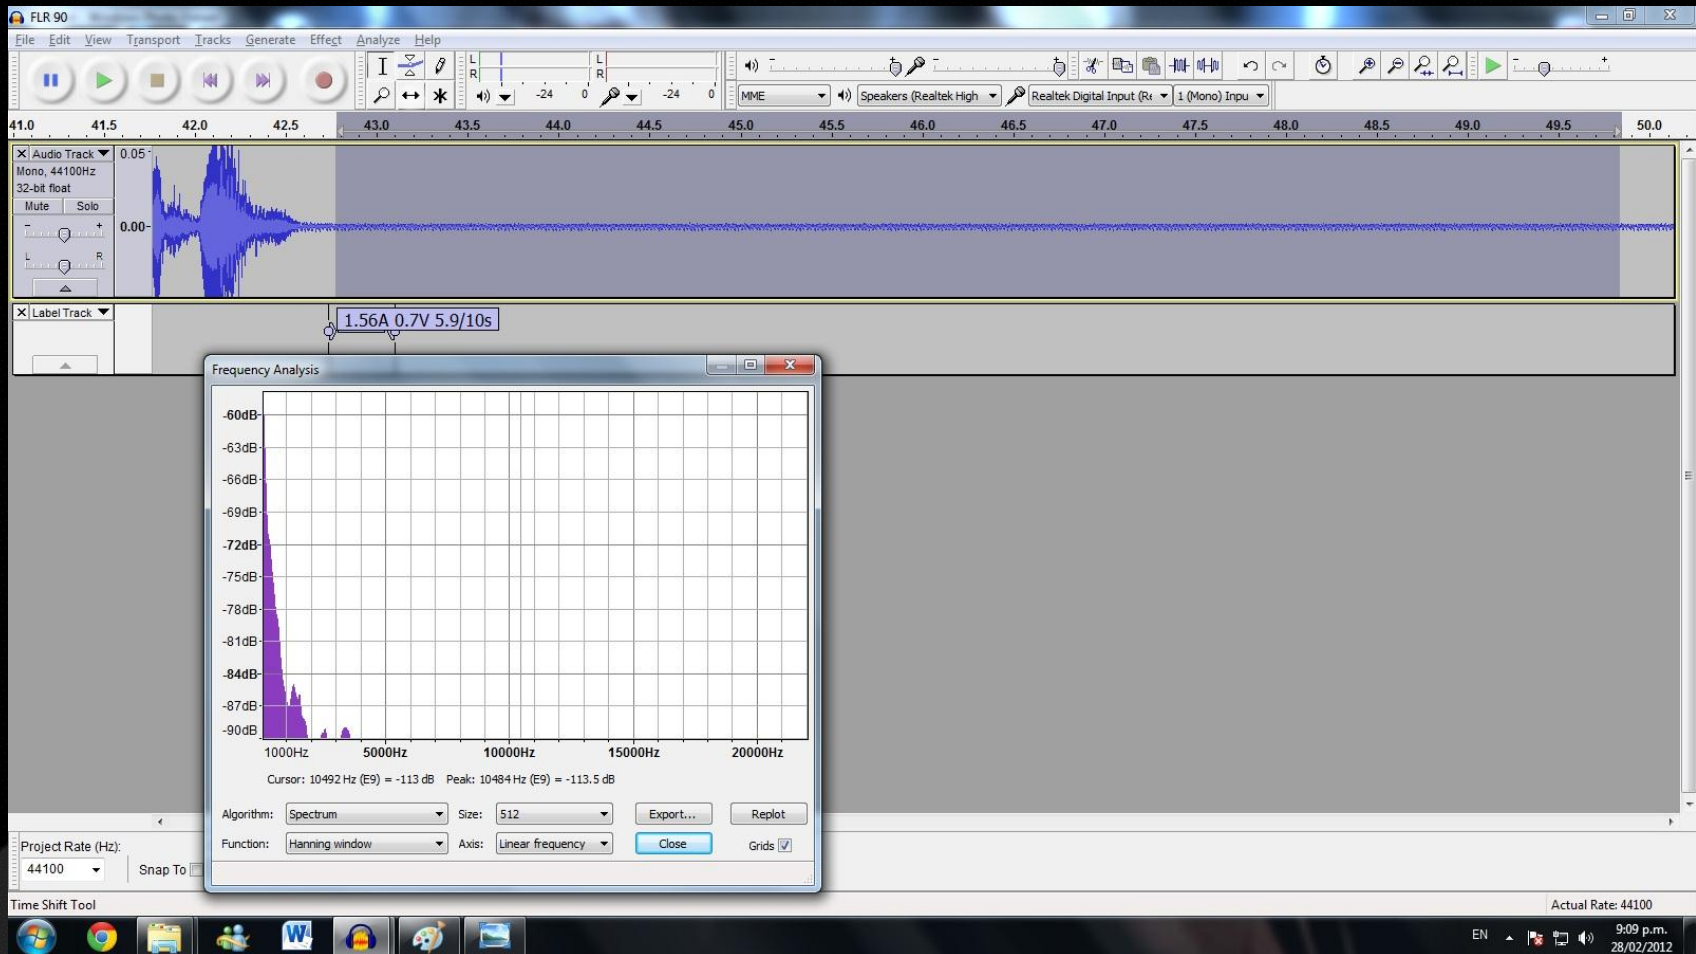 FLR 90
File Edit View Transport Tracks Generate Effect Analyze Help
L
R
-24 0
L
R
-24 0
MME
Speakers (Realtek High
Realtek Digital Input (Re
1 (Mono) Inpu
41.0 41.5 42.0 42.5 43.0 43.5 44.0 44.5 45.0 45.5 46.0 46.5 47.0 47.5 48.0 48.5 49.0 49.5 50.0
X Audio Track
Mono, 44100Hz
32-bit float
Mute Solo
- +
L R
0.05
0.00
X Label Track
1.56A 0.7V 5.9/10s
Frequency Analysis
-60dB
-63dB
-66dB
-69dB
-72dB
-75dB
-78dB
-81dB
-84dB
-87dB
-90dB
1000Hz 5000Hz 10000Hz 15000Hz 20000Hz
Cursor: 10492 Hz (E9) = -113 dB Peak: 10484 Hz (E9) = -113.5 dB
Algorithm: Spectrum Size: 512 Export... Replot
Function: Hanning window Axis: Linear frequency Close Grids
Project Rate (Hz):
44100
Snap To
Time Shift Tool
Actual Rate: 44100
EN
9:09 p.m.
28/02/2012